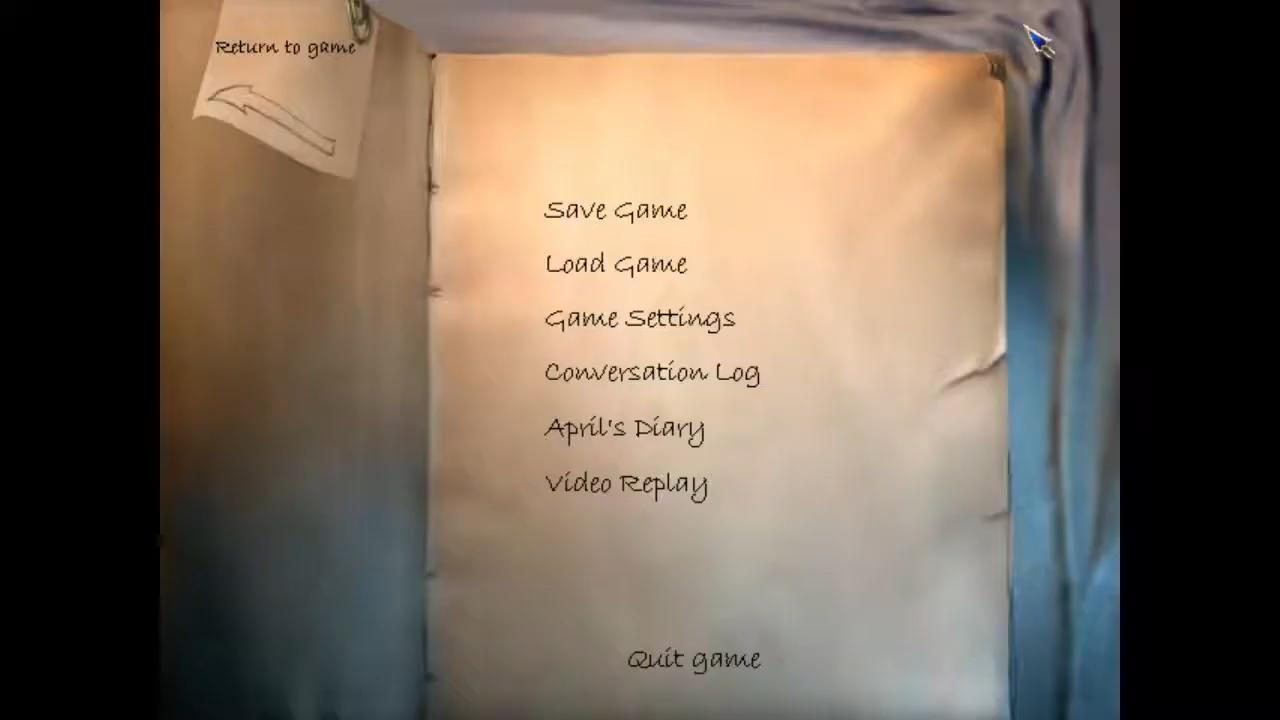 Return to game
Save Game
Load Game
Game Settings
Conversation Log
April's Diary
Video Replay
Quit game